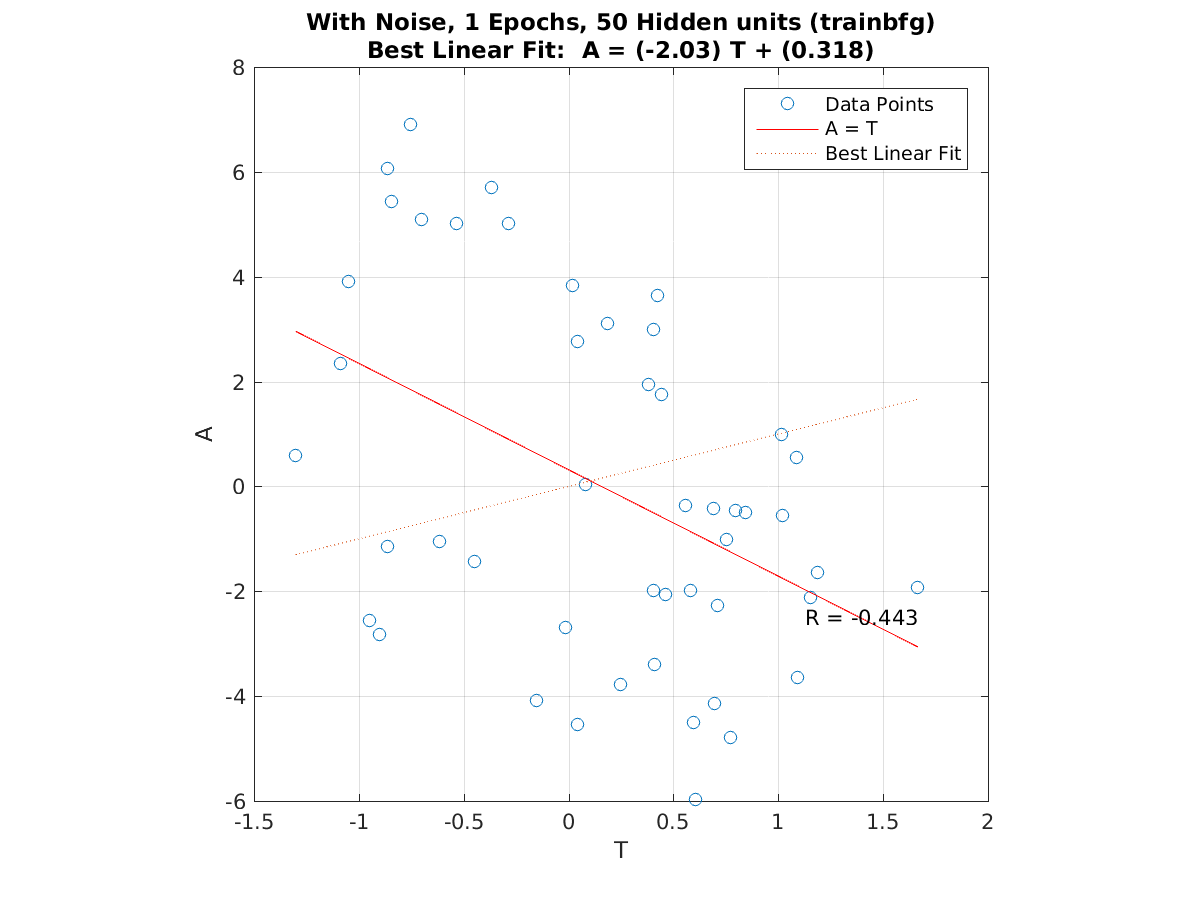 With Noise, 1 Epochs, 50 Hidden units (trainbfg)
Best Linear Fit:  A = (-2.03) T + (0.318)
8
6
4
2
0
-2
-4
-6
A
Data Points
A = T
Best Linear Fit
R = -0.443
-1.5 -1 -0.5 0 0.5 1 1.5 2
T